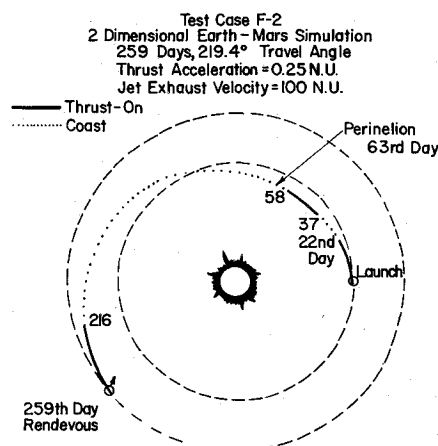 Test Case F-2
2 Dimensional Earth-Mars Simulation
259 Days, 219.4° Travel Angle
Thrust Acceleration = 0.25 N.U.
Jet Exhaust Velocity = 100 N.U.
Thrust-On
Coast
Perinelion
63rd Day
58
37
22nd
Day
Launch
216
259th Day
Rendevous